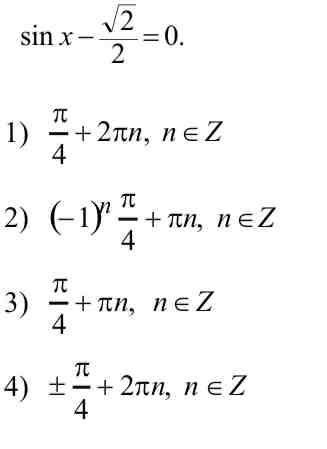 sin x − √2/2 = 0.
1) π/4 + 2πn, n ∈ Z
2) (−1)ⁿ π/4 + πn, n ∈ Z
3) π/4 + πn, n ∈ Z
4) ± π/4 + 2πn, n ∈ Z